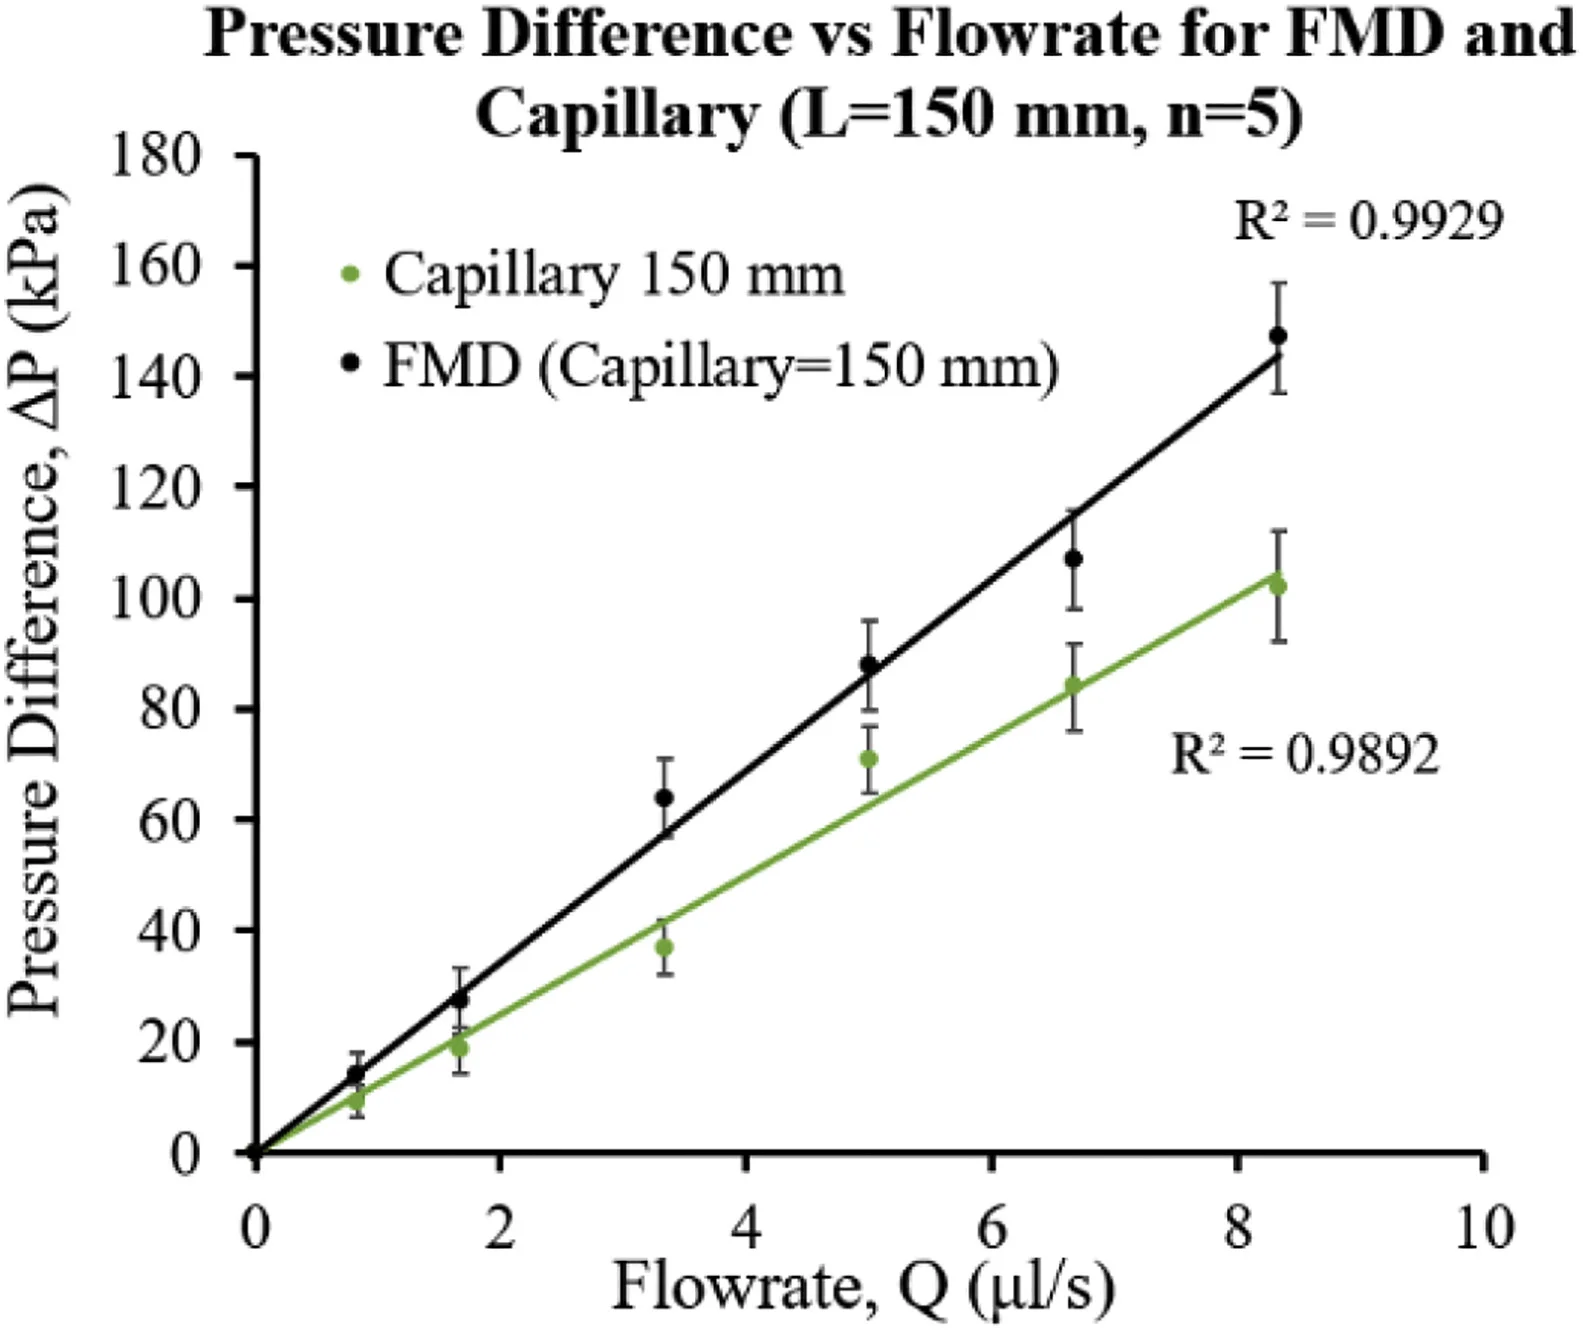 Pressure Difference vs Flowrate for FMD and
Capillary (L=150 mm, n=5)
Pressure Difference, ΔP (kPa)
180
160
140
120
100
80
60
40
20
0
Capillary 150 mm
FMD (Capillary=150 mm)
R² = 0.9929
R² = 0.9892
0 2 4 6 8 10
Flowrate, Q (µl/s)